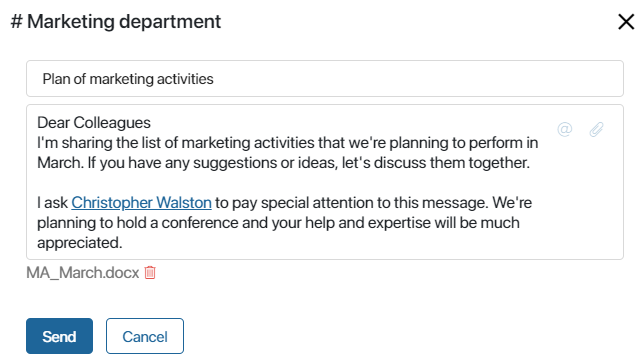 # Marketing department
Plan of marketing activities
Dear Colleagues
I'm sharing the list of marketing activities that we're planning to perform in
March. If you have any suggestions or ideas, let's discuss them together.
I ask Christopher Walston to pay special attention to this message. We're
planning to hold a conference and your help and expertise will be much
appreciated.
MA_March.docx
Send
Cancel